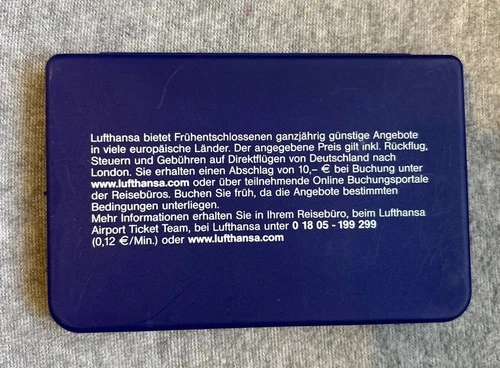 Lufthansa bietet Frühentschlossenen ganzjährig günstige Angebote
in viele europäische Länder. Der angegebene Preis gilt inkl. Rückflug,
Steuern und Gebühren auf Direktflügen von Deutschland nach
London. Sie erhalten einen Abschlag von 10,– € bei Buchung unter
www.lufthansa.com oder über teilnehmende Online Buchungsportale
der Reisebüros. Buchen Sie früh, da die Angebote bestimmten
Bedingungen unterliegen.
Mehr Informationen erhalten Sie in Ihrem Reisebüro, beim Lufthansa
Airport Ticket Team, bei Lufthansa unter 0 18 05 - 199 299
(0,12 €/Min.) oder www.lufthansa.com